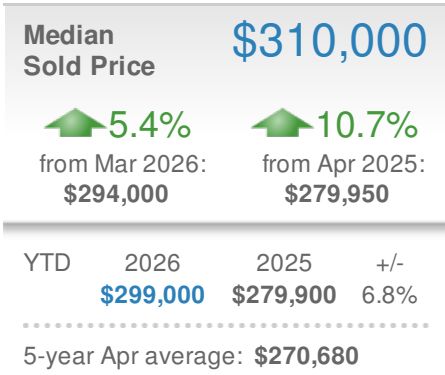 Median $310,000
Sold Price
5.4% 10.7%
from Mar 2026: from Apr 2025:
$294,000 $279,950
YTD 2026 2025 +/-
$299,000 $279,900 6.8%
5-year Apr average: $270,680